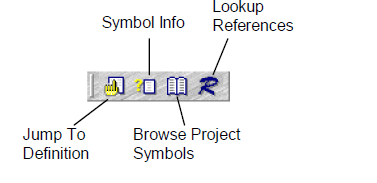 Lookup
References
Symbol Info
Jump To
Definition
Browse Project
Symbols